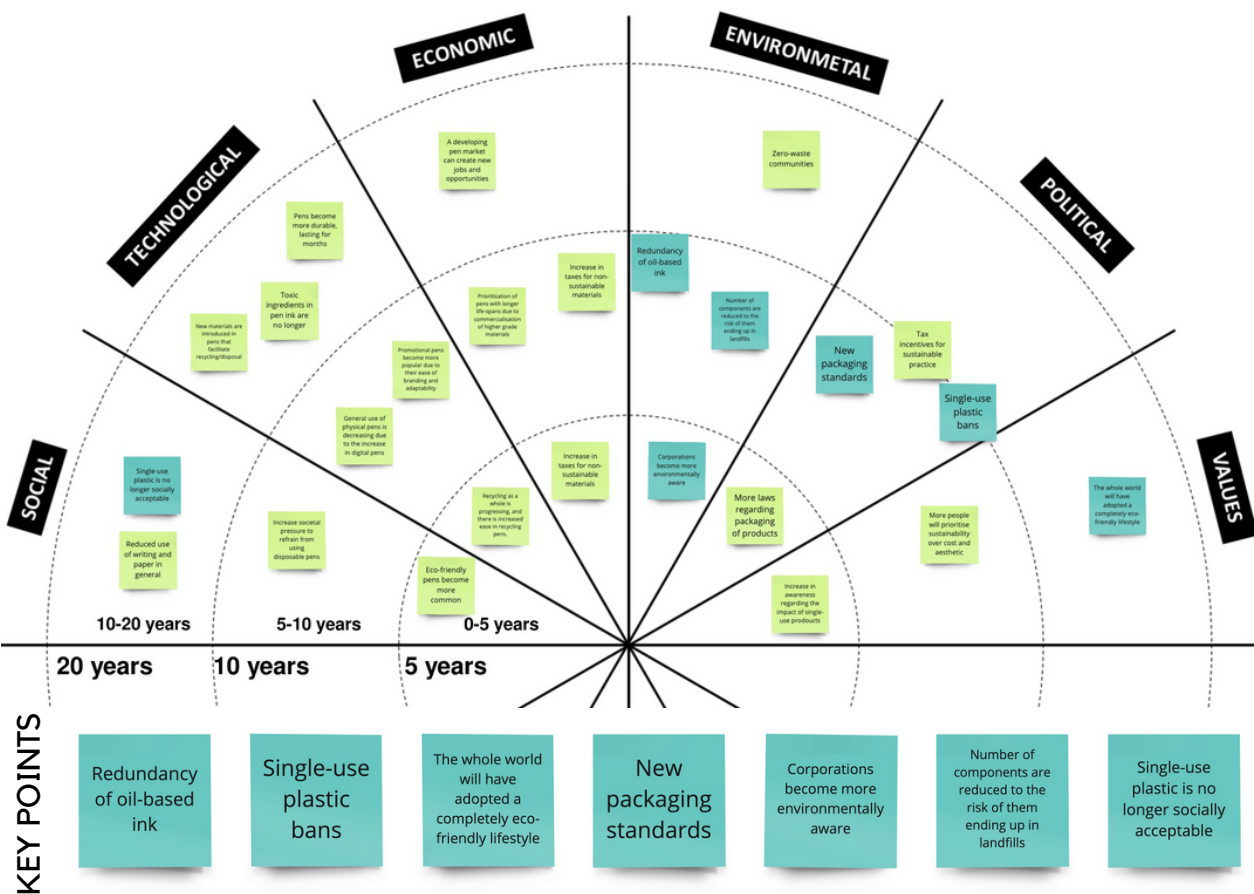 ECONOMIC
ENVIRONMETAL
TECHNOLOGICAL
POLITICAL
SOCIAL
VALUES
A developing
pen market
can create new
jobs and
opportunities
Zero-waste
communities
Pens become
more durable,
lasting for
months
Toxic
ingredients in
pen ink are
no longer
New materials are
introduced in
pens that
facilitate
recycling/disposal
Increase in
taxes for non-
sustainable
materials
Prioritisation of
pens with longer
life-spans due to
commercialisation
of higher grade
materials
Promotional pens
become more
popular due to
their ease of
branding and
adaptability
General use of
physical pens is
decreasing due
to the increase
in digital pens
Redundancy
of oil-based
ink
Number of
components are
reduced to the
risk of them
ending up in
landfills
New
packaging
standards
Tax
incentives for
sustainable
practice
Single-use
plastic
bans
Single-use
plastic is no
longer socially
acceptable
Reduced use
of writing and
paper in
general
Increase societal
pressure to
refrain from
using
disposable pens
Increase in
taxes for non-
sustainable
materials
Recycling as a
whole is
progressing, and
there is increased
ease in recycling
pens.
Eco-friendly
pens become
more
common
Corporations
become more
environmentally
aware
More laws
regarding
packaging
of products
Increase in
awareness
regarding the
impact of single-
use prodoucts
More people
will prioritise
sustainability
over cost and
aesthetic
The whole world
will have
adopted a
completely eco-
friendly lifestyle
10-20 years
5-10 years
0-5 years
20 years
10 years
5 years
KEY POINTS
Redundancy
of oil-based
ink
Single-use
plastic
bans
The whole world
will have
adopted a
completely eco-
friendly lifestyle
New
packaging
standards
Corporations
become more
environmentally
aware
Number of
components are
reduced to the
risk of them
ending up in
landfills
Single-use
plastic is no
longer socially
acceptable